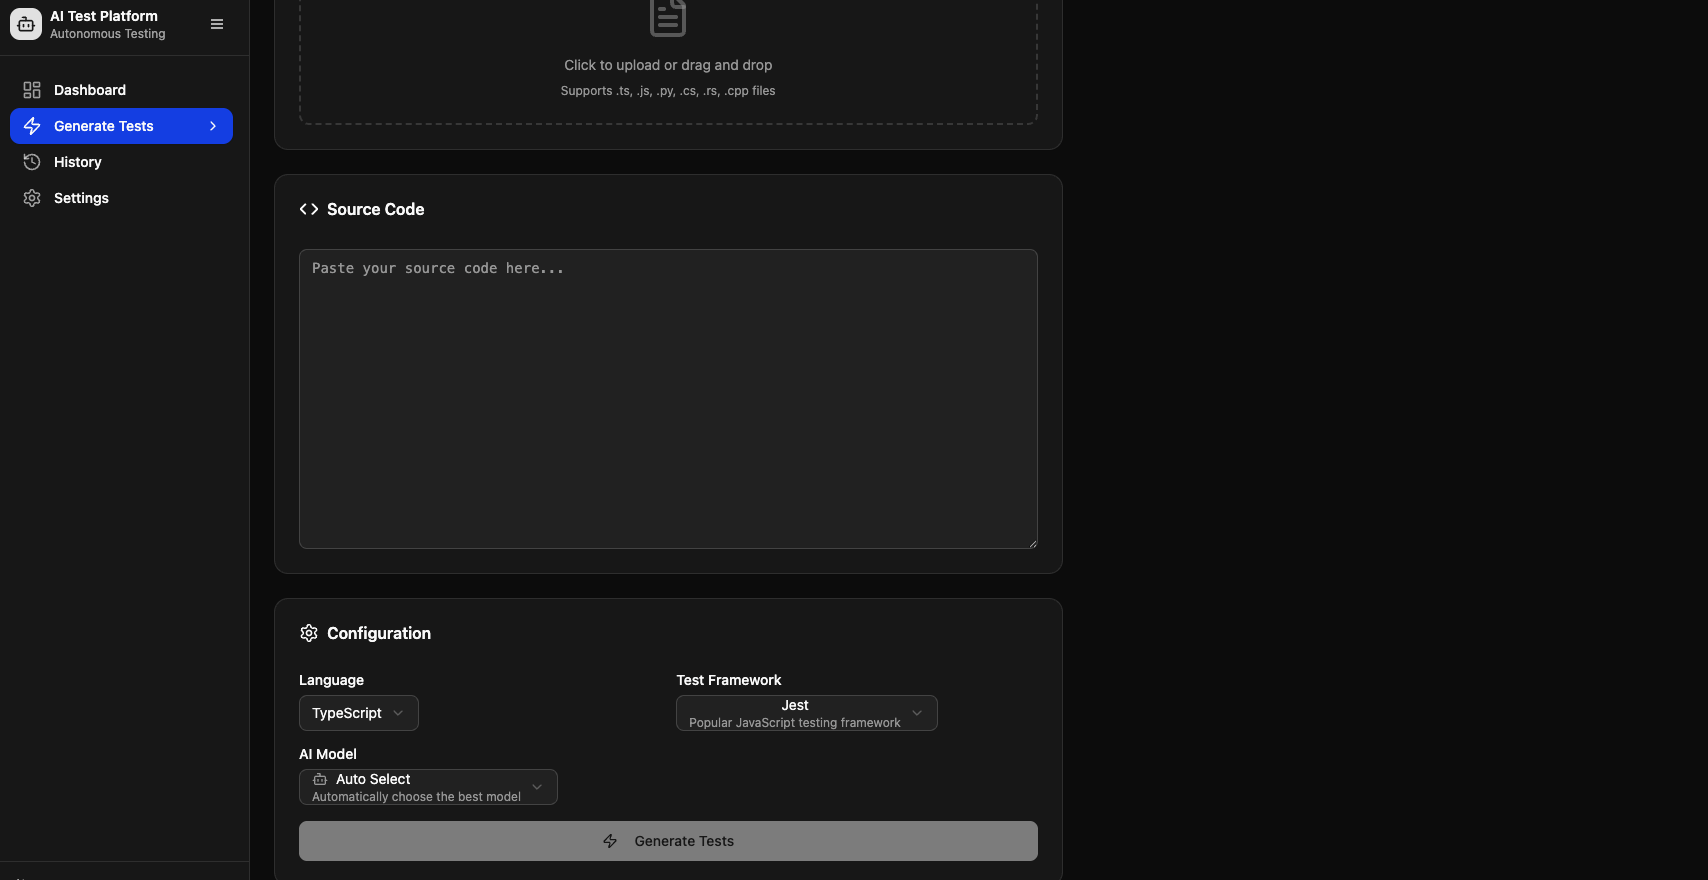 AI Test Platform
Autonomous Testing
Dashboard
Generate Tests
History
Settings
Click to upload or drag and drop
Supports .ts, .js, .py, .cs, .rs, .cpp files
Source Code
Paste your source code here...
Configuration
Language
TypeScript
Test Framework
Jest
Popular JavaScript testing framework
AI Model
Auto Select
Automatically choose the best model
Generate Tests